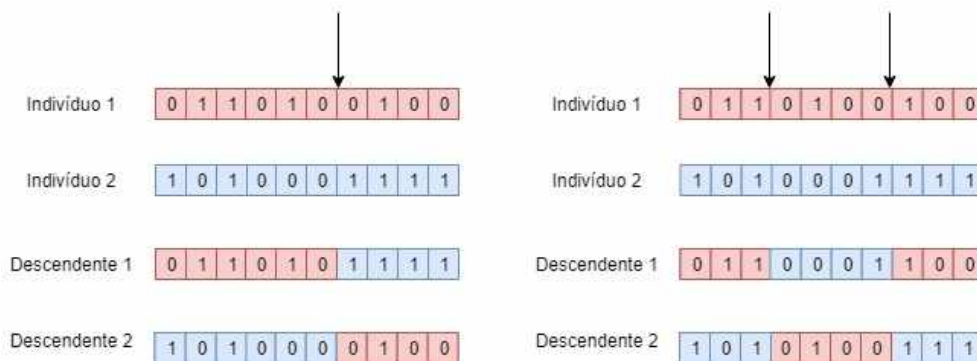 Indivíduo 1 0 1 1 0 1 0 0 1 0 0
Indivíduo 2 1 0 1 0 0 0 1 1 1 1
Descendente 1 0 1 1 0 1 0 1 1 1 1
Descendente 2 1 0 1 0 0 0 0 1 0 0
Indivíduo 1 0 1 1 0 1 0 0 1 0 0
Indivíduo 2 1 0 1 0 0 0 1 1 1 1
Descendente 1 0 1 1 0 0 0 1 1 0 0
Descendente 2 1 0 1 0 1 0 0 1 1 1